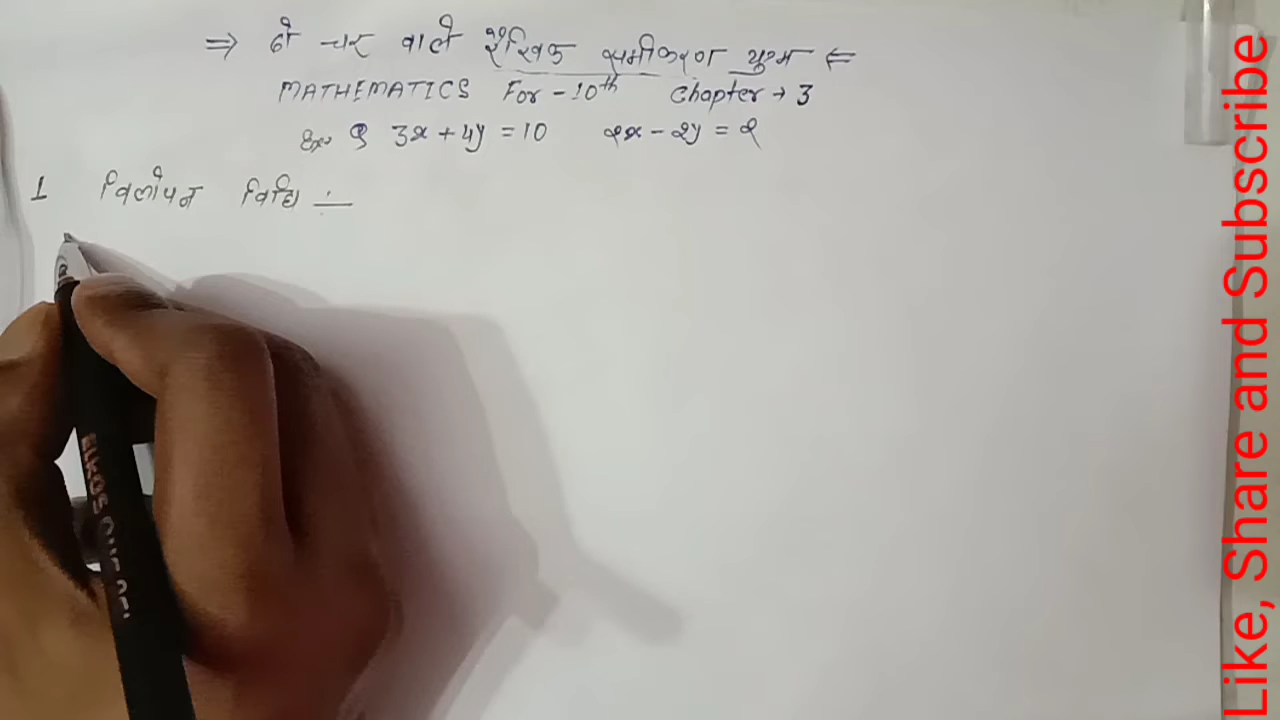 ⇒ दो चर वाले रैखिक समीकरण युग्म ⇐
MATHEMATICS For - 10th Chapter → 3
3x + 4y = 10 2x - 2y = 2
1 विलोपन विधि :—
Like, Share and Subscribe